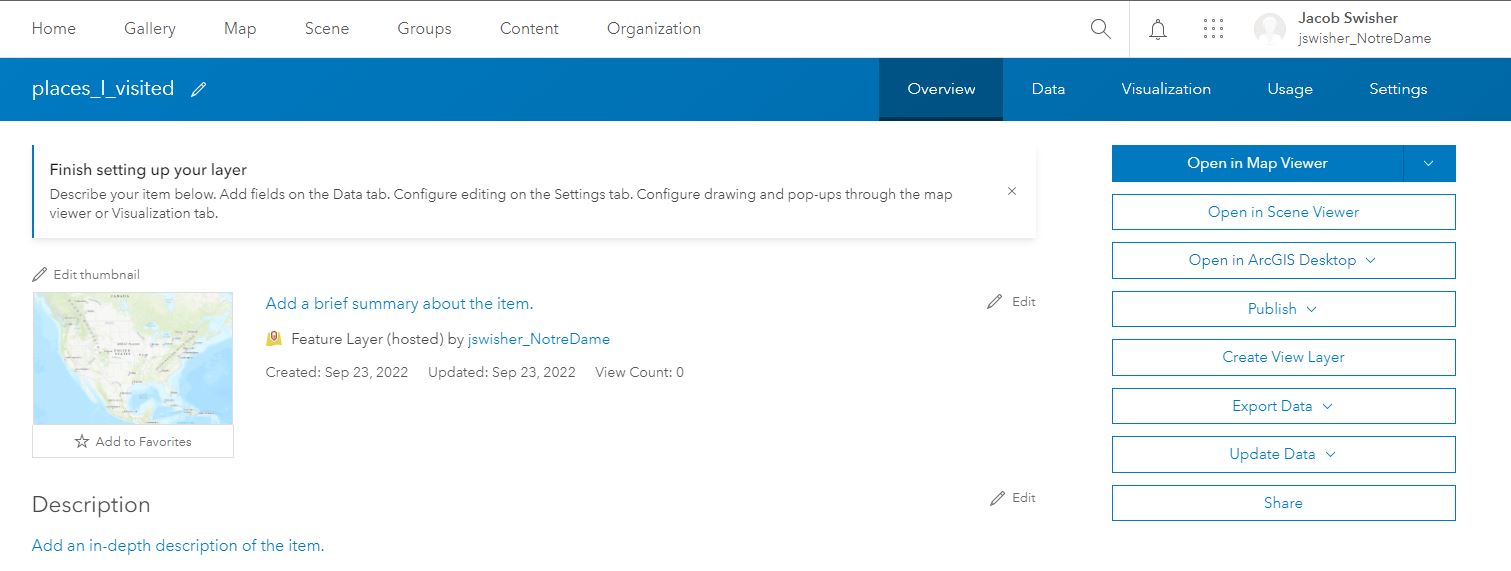 Home Gallery Map Scene Groups Content Organization
Jacob Swisher
jswisher_NotreDame
places_I_visited
Overview Data Visualization Usage Settings
Finish setting up your layer
Describe your item below. Add fields on the Data tab. Configure editing on the Settings tab. Configure drawing and pop-ups through the map
viewer or Visualization tab.
Edit thumbnail
CANADA
UNITED
STATES
Add to Favorites
Add a brief summary about the item.
Edit
Feature Layer (hosted) by jswisher_NotreDame
Created: Sep 23, 2022 Updated: Sep 23, 2022 View Count: 0
Description
Edit
Add an in-depth description of the item.
Open in Map Viewer
Open in Scene Viewer
Open in ArcGIS Desktop
Publish
Create View Layer
Export Data
Update Data
Share